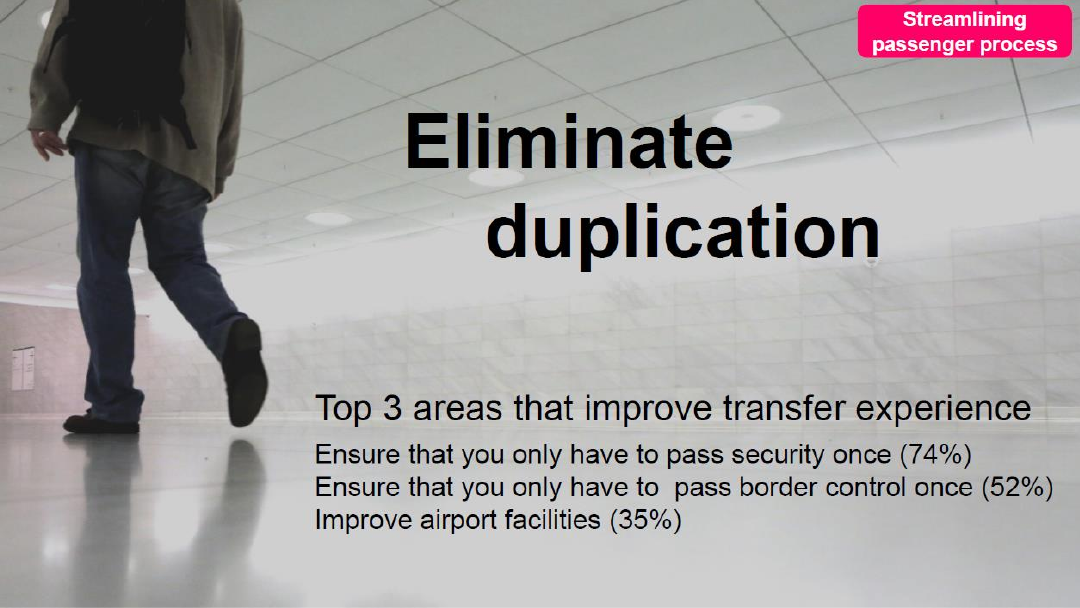 Streamlining
passenger process
Eliminate
duplication
Top 3 areas that improve transfer experience
Ensure that you only have to pass security once (74%)
Ensure that you only have to  pass border control once (52%)
Improve airport facilities (35%)